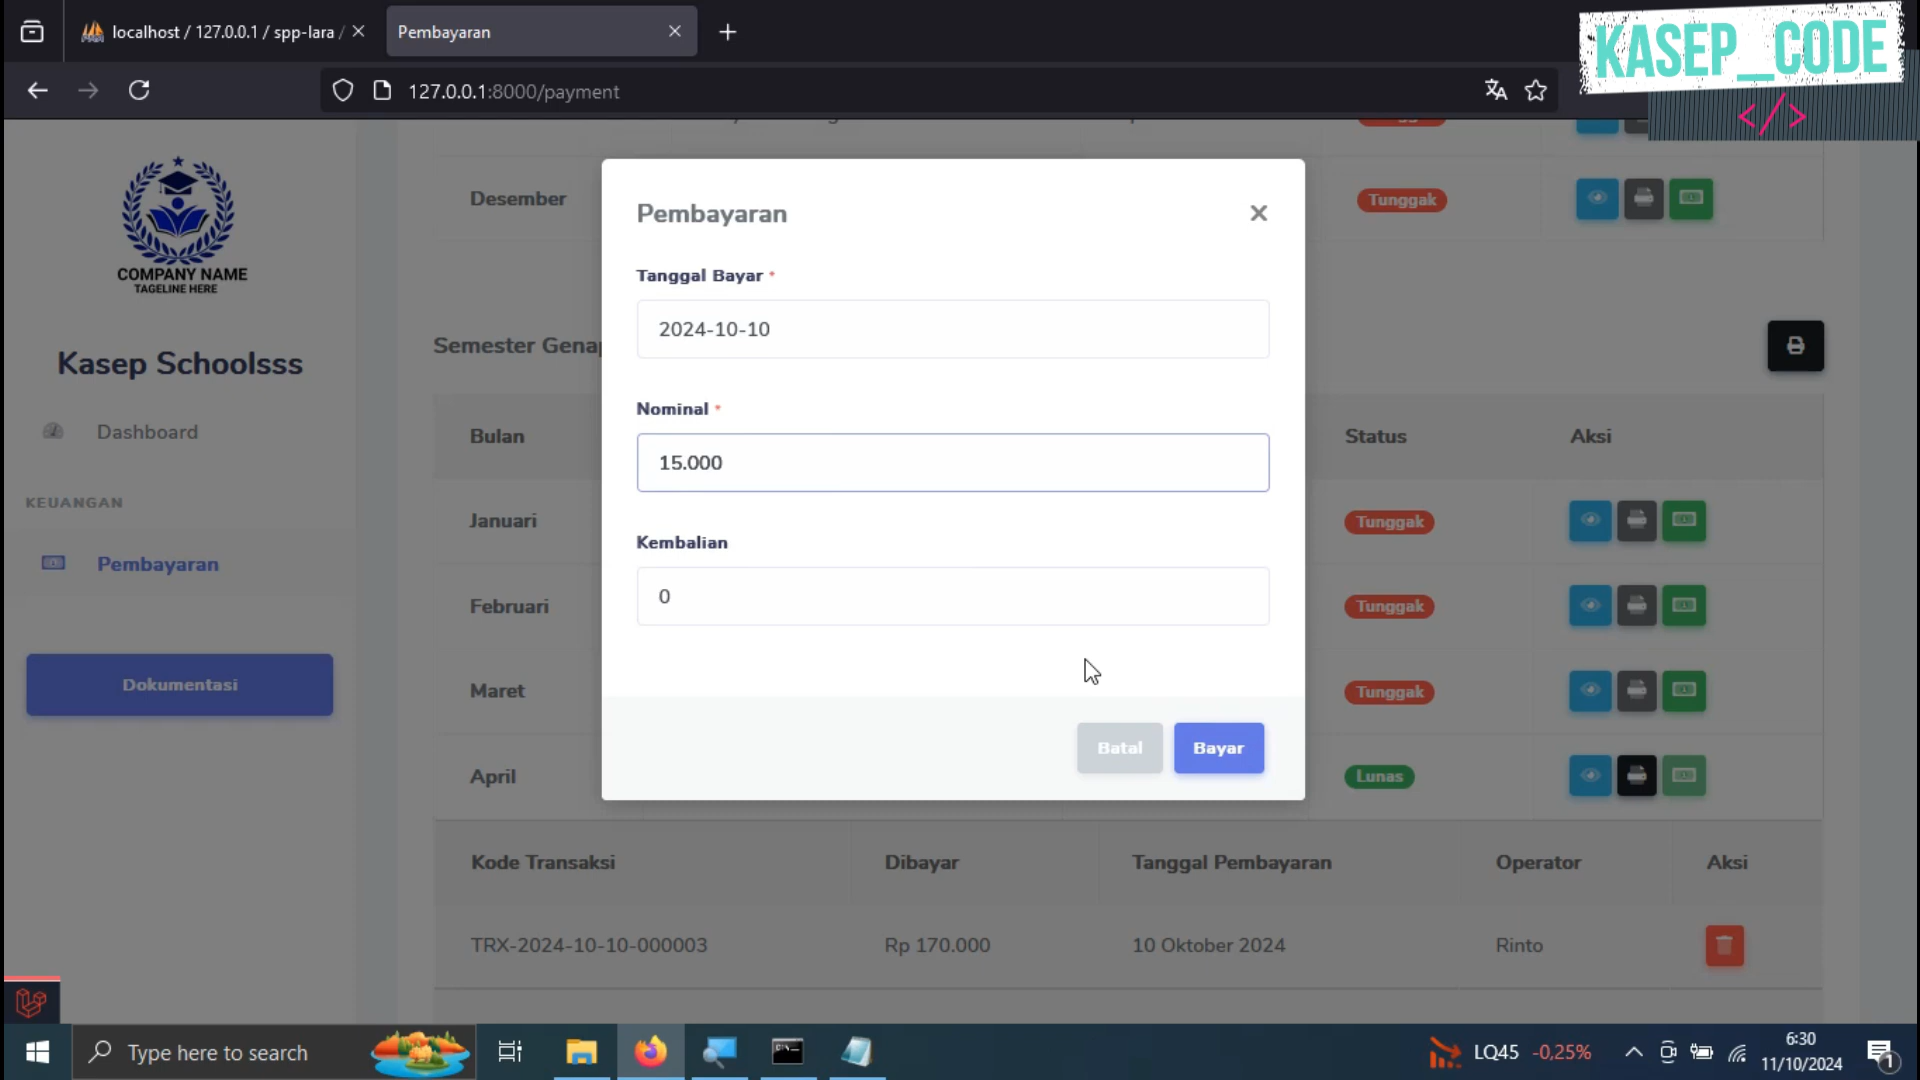 localhost / 127.0.0.1 / spp-lara /
Pembayaran
KASEP_CODE
</>
127.0.0.1:8000/payment
COMPANY NAME
TAGELINE HERE
Kasep Schoolsss
Dashboard
KEUANGAN
Pembayaran
Dokumentasi
Desember
Tunggak
Semester Genap
Bulan
Status
Aksi
Januari
Tunggak
Februari
Tunggak
Maret
Tunggak
April
Lunas
Pembayaran
Tanggal Bayar *
2024-10-10
Nominal *
15.000
Kembalian
0
Batal
Bayar
Kode Transaksi
Dibayar
Tanggal Pembayaran
Operator
Aksi
TRX-2024-10-10-000003
Rp 170.000
10 Oktober 2024
Rinto
Type here to search
LQ45 -0,25%
6:30
11/10/2024
1